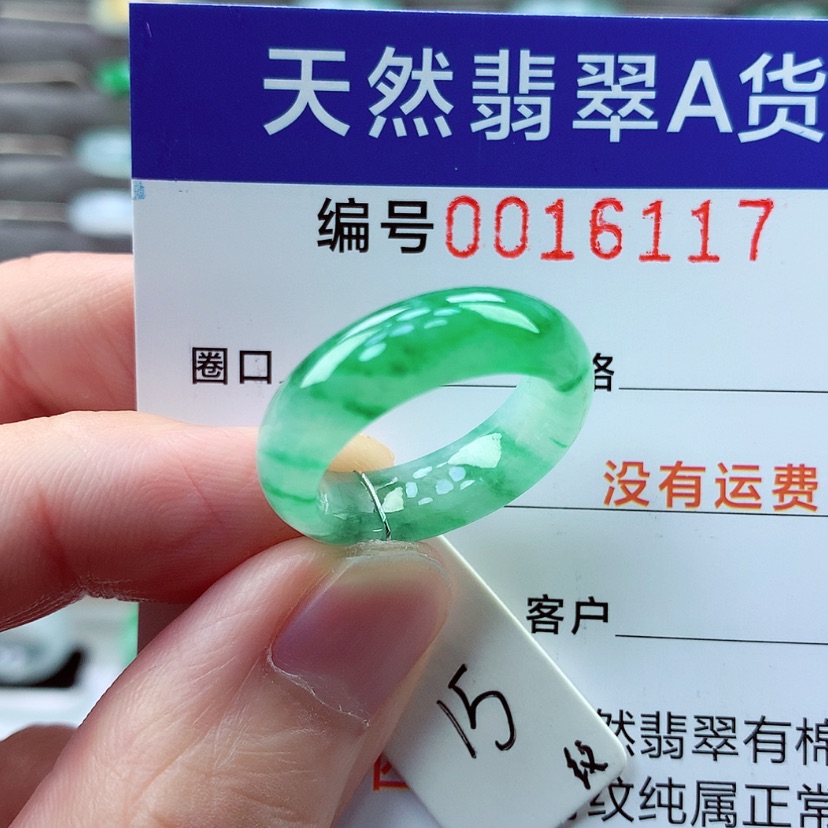 天然翡翠A货
编号0016117
圈口 格
没有运费
客户
15
纹
然翡翠有棉
纹纯属正常